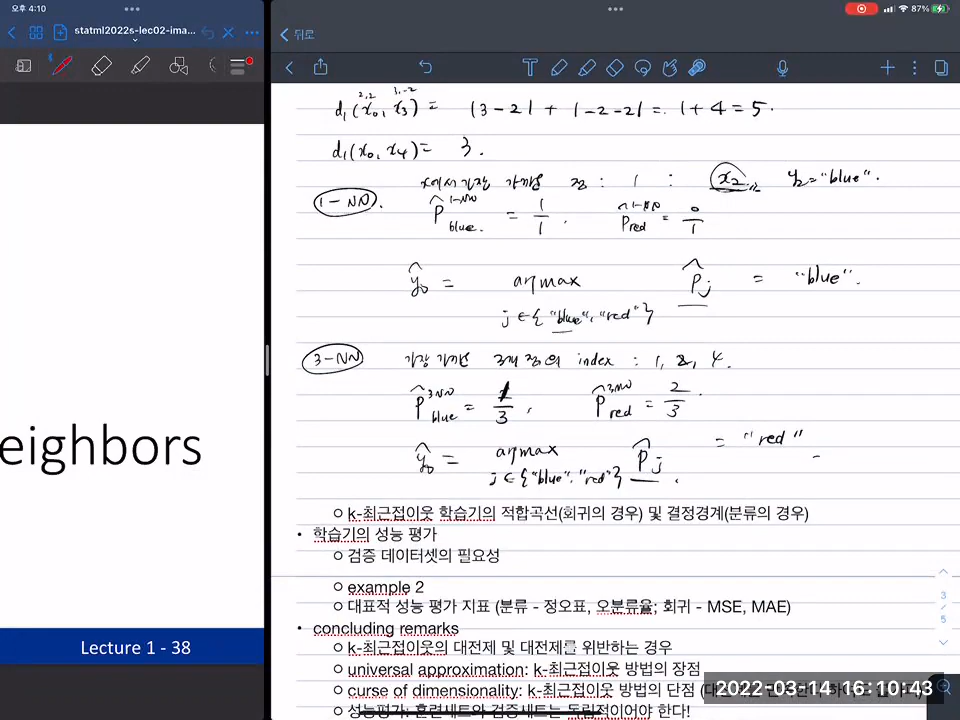 오후 4:10
statml2022s-lec02-ima...
eighbors
Lecture 1 - 38
87%
뒤로
2,2 1,-2
d₁(x₀, x₃) = |3-2| + |-2-2| = 1+4 = 5.
d₁(x₀, x₄) = 3.
x에서 가장 가까운 점 : 1 : x₂ y₂="blue".
1-NN. P̂ 1-NN blue. = 1/1 , P̂ 1-NN red = 0/1
ŷ₀ = argmax P̂j = "blue".
j∈{"blue","red"}
3-NN 가장 가까운 3개 점의 index : 1, 2, 4.
P̂ 3NN blue = 1/3 , P̂ 3NN red = 2/3 .
ŷ₀ = argmax P̂j = "red"
j∈{"blue","red"}
k-최근접이웃 학습기의 적합곡선(회귀의 경우) 및 결정경계(분류의 경우)
• 학습기의 성능 평가
검증 데이터셋의 필요성
example 2
대표적 성능 평가 지표 (분류 - 정오표, 오분류율; 회귀 - MSE, MAE)
• concluding remarks
k-최근접이웃의 대전제 및 대전제를 위반하는 경우
universal approximation: k-최근접이웃 방법의 장점
curse of dimensionality: k-최근접이웃 방법의 단점
성능평가: 훈련세트와 검증세트는 독립적이어야 한다!
3
/
5
2022-03-14 16:10:43